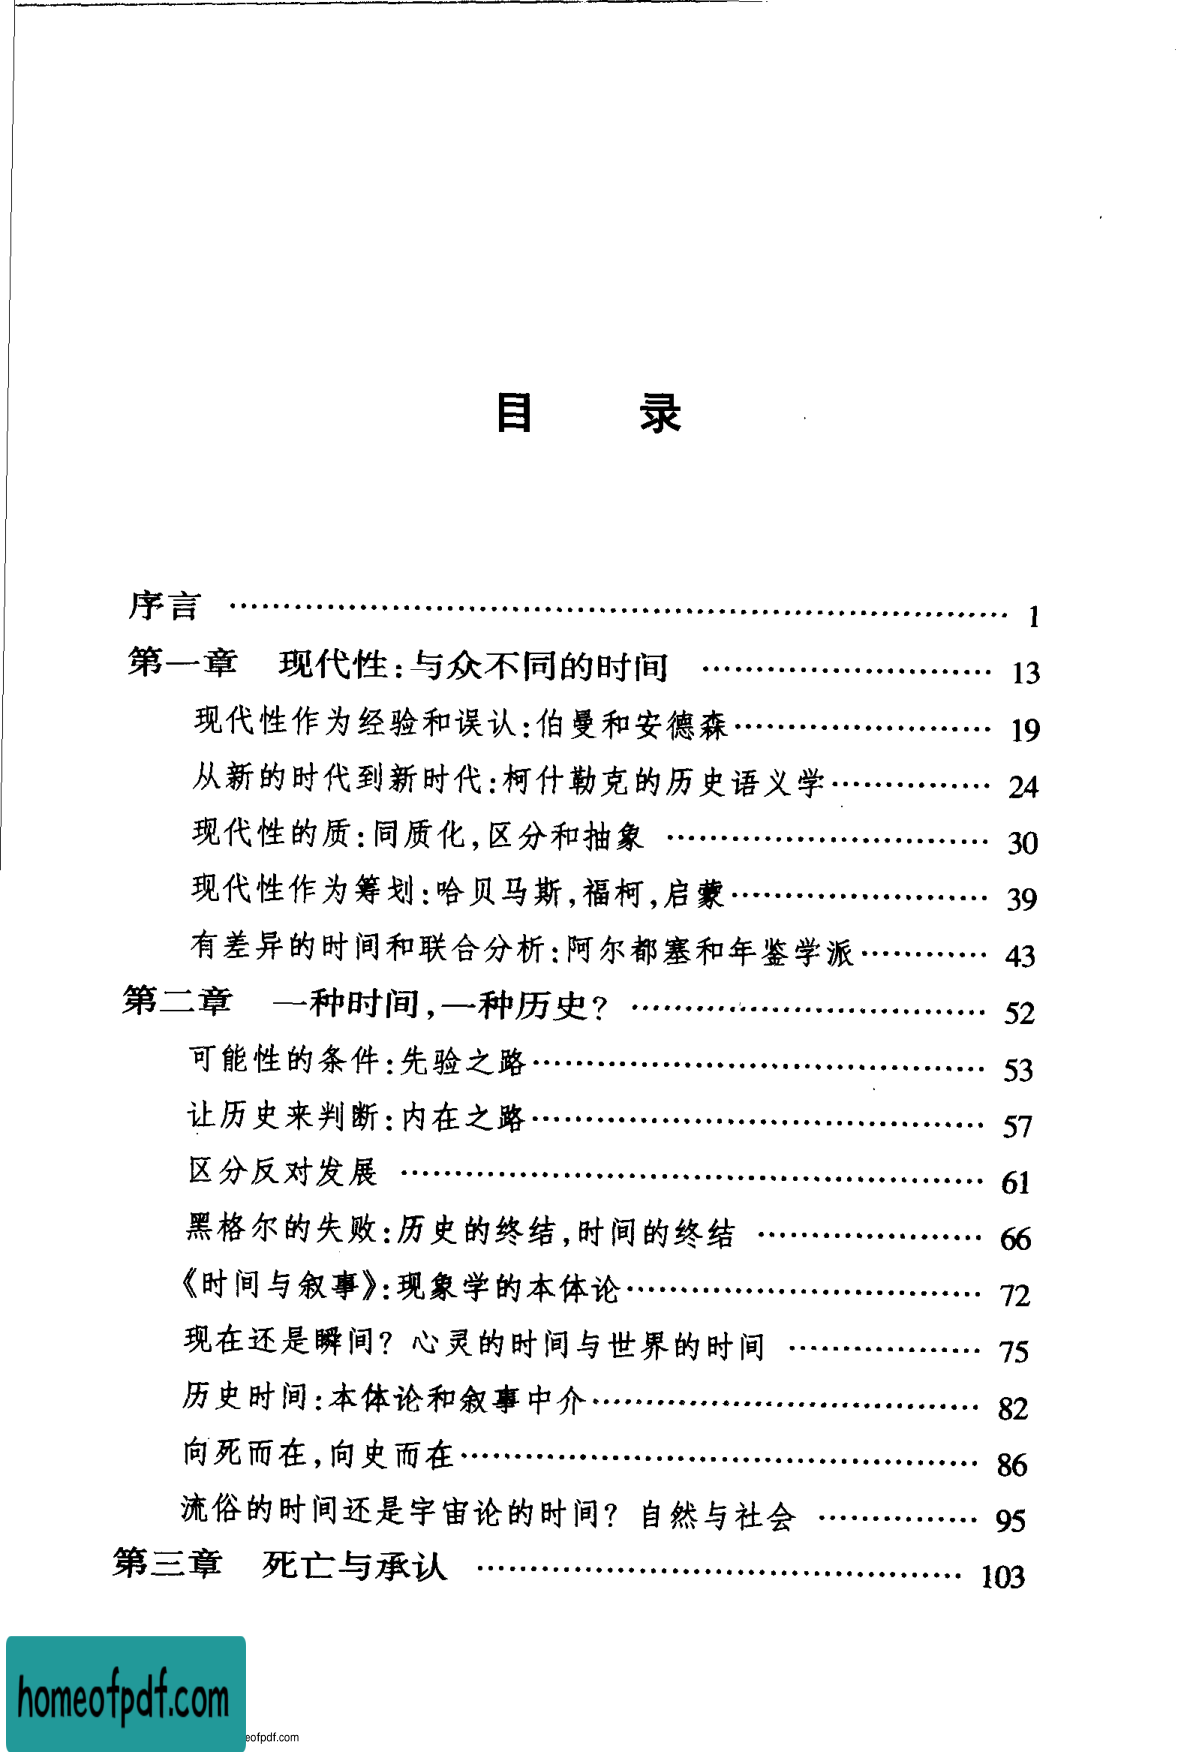 目 录
序言 …… 1
第一章 现代性:与众不同的时间 …… 13
现代性作为经验和误认:伯曼和安德森 …… 19
从新的时代到新时代:柯什勒克的历史语义学 …… 24
现代性的质:同质化,区分和抽象 …… 30
现代性作为筹划:哈贝马斯,福柯,启蒙 …… 39
有差异的时间和联合分析:阿尔都塞和年鉴学派 …… 43
第二章 一种时间,一种历史? …… 52
可能性的条件:先验之路 …… 53
让历史来判断:内在之路 …… 57
区分反对发展 …… 61
黑格尔的失败:历史的终结,时间的终结 …… 66
《时间与叙事》:现象学的本体论 …… 72
现在还是瞬间? 心灵的时间与世界的时间 …… 75
历史时间:本体论和叙事中介 …… 82
向死而在,向史而在 …… 86
流俗的时间还是宇宙论的时间? 自然与社会 …… 95
第三章 死亡与承认 …… 103
homeofpdf.com
eofpdf.com